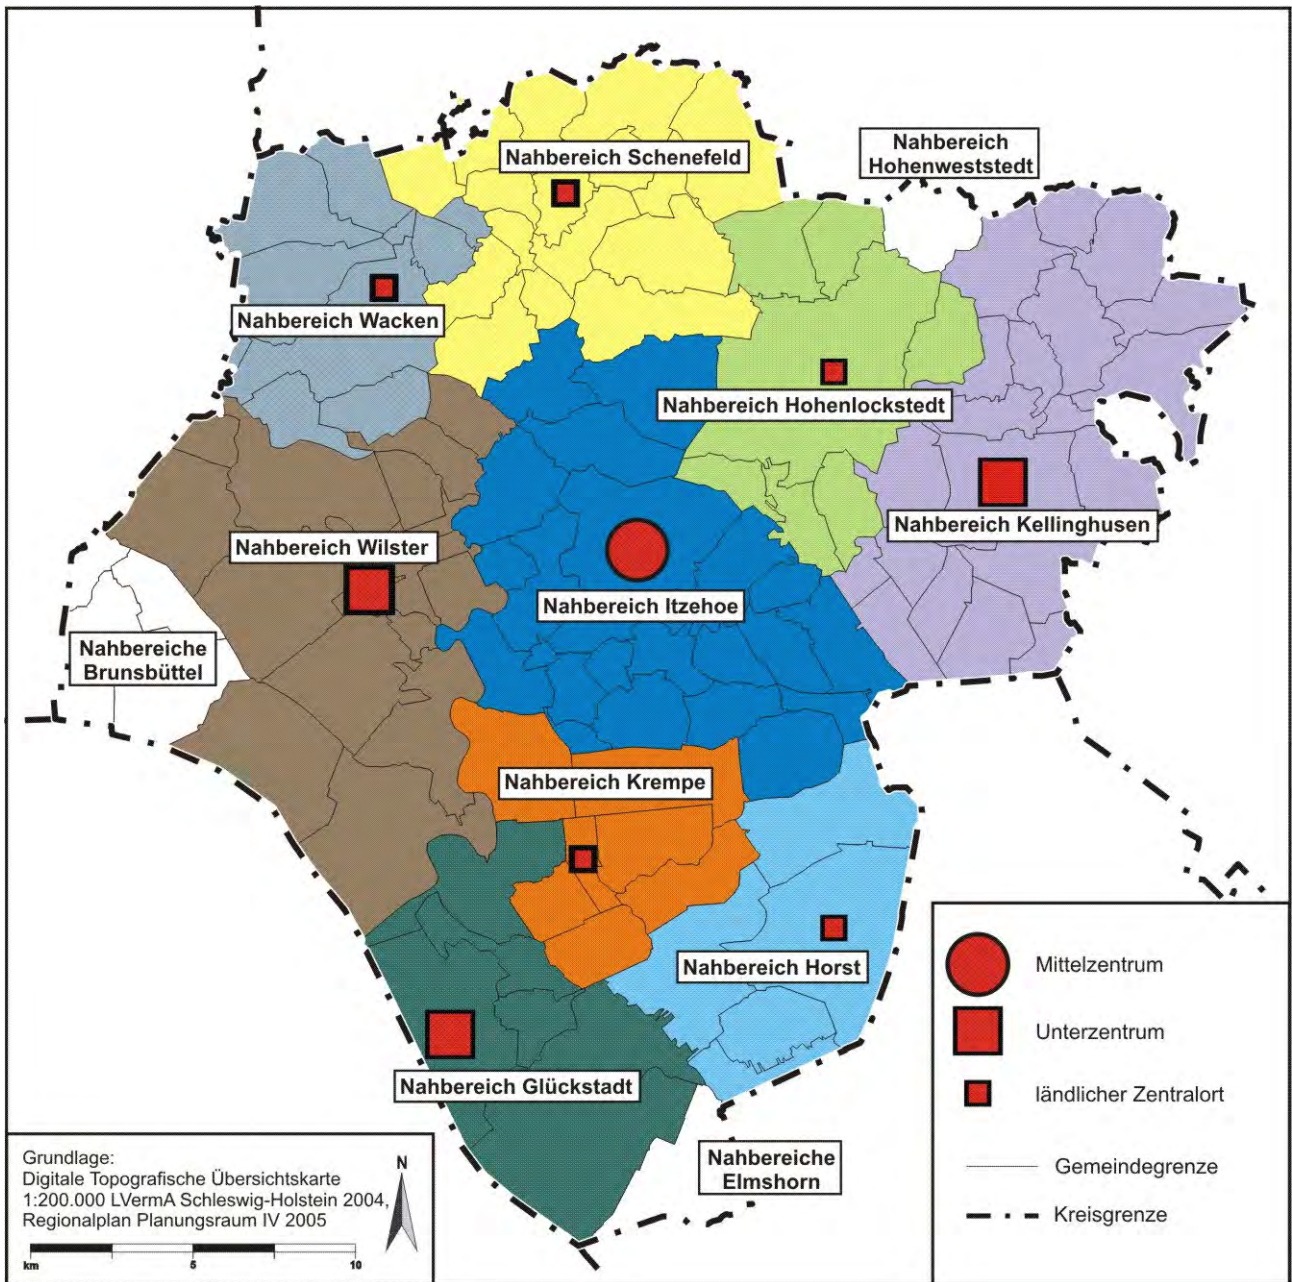 Nahbereich
Hohenweststedt
Nahbereich Schenefeld
Nahbereich Wacken
Nahbereich Hohenlockstedt
Nahbereich Kellinghusen
Nahbereich Wilster
Nahbereich Itzehoe
Nahbereiche
Brunsbüttel
Nahbereich Krempe
Nahbereich Horst
Nahbereich Glückstadt
Nahbereiche
Elmshorn
Mittelzentrum
Unterzentrum
ländlicher Zentralort
Gemeindegrenze
Kreisgrenze
Grundlage:
Digitale Topografische Übersichtskarte
1:200.000 LVermA Schleswig-Holstein 2004,
Regionalplan Planungsraum IV 2005
N
km 5 10